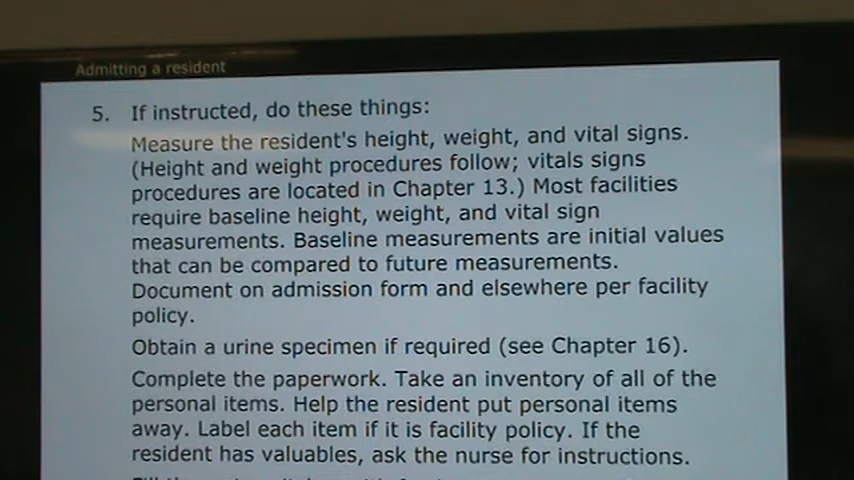 Admitting a resident
5. If instructed, do these things:
Measure the resident's height, weight, and vital signs.
(Height and weight procedures follow; vitals signs
procedures are located in Chapter 13.) Most facilities
require baseline height, weight, and vital sign
measurements. Baseline measurements are initial values
that can be compared to future measurements.
Document on admission form and elsewhere per facility
policy.
Obtain a urine specimen if required (see Chapter 16).
Complete the paperwork. Take an inventory of all of the
personal items. Help the resident put personal items
away. Label each item if it is facility policy. If the
resident has valuables, ask the nurse for instructions.